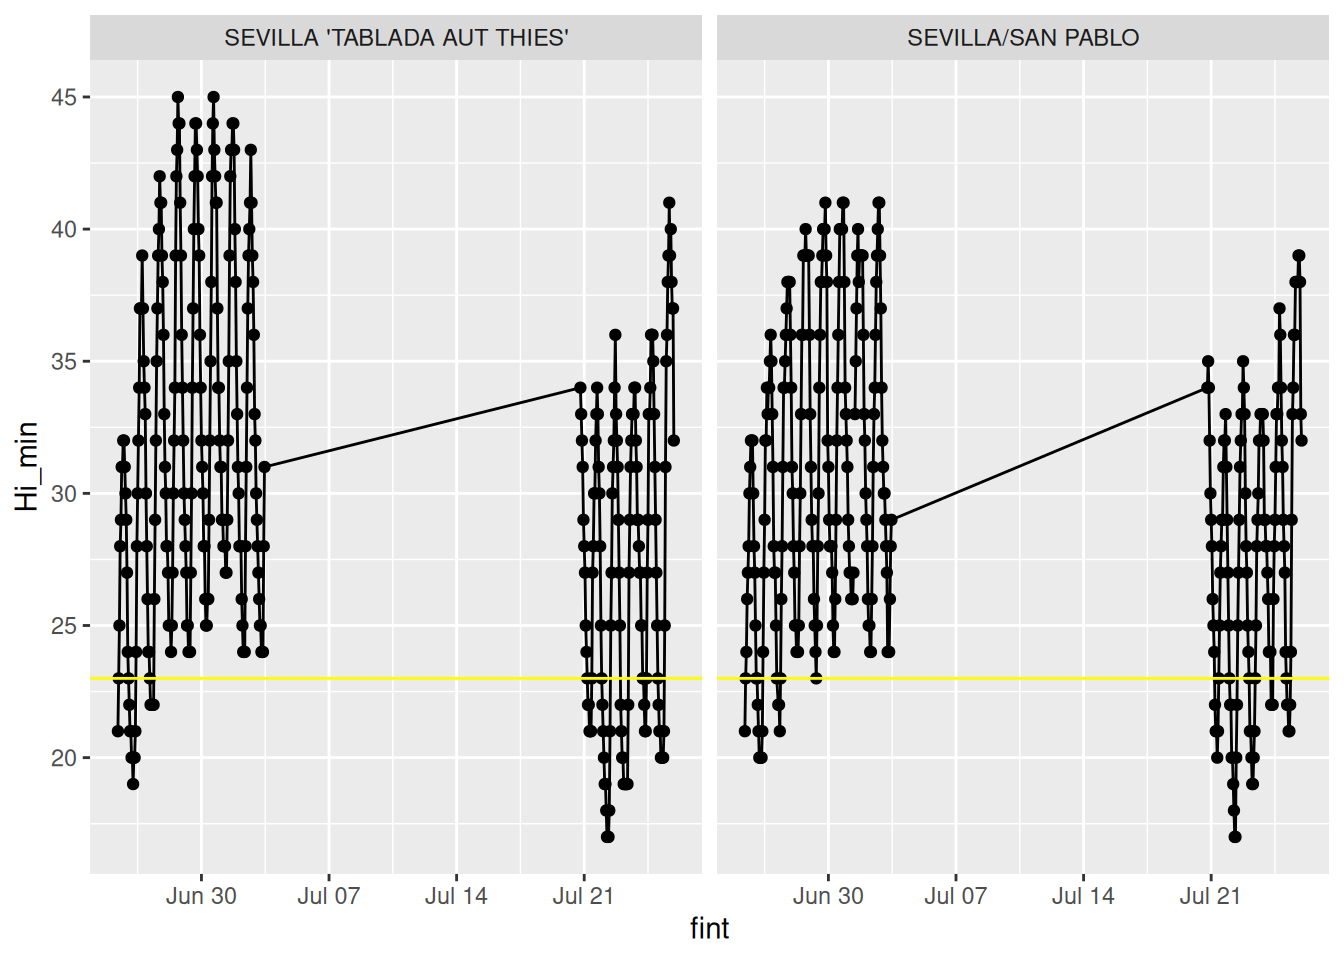 SEVILLA 'TABLADA AUT THIES'
SEVILLA/SAN PABLO
45
40
35
30
25
20
Hi_min
Jun 30
Jul 07
Jul 14
Jul 21
Jun 30
Jul 07
Jul 14
Jul 21
fint